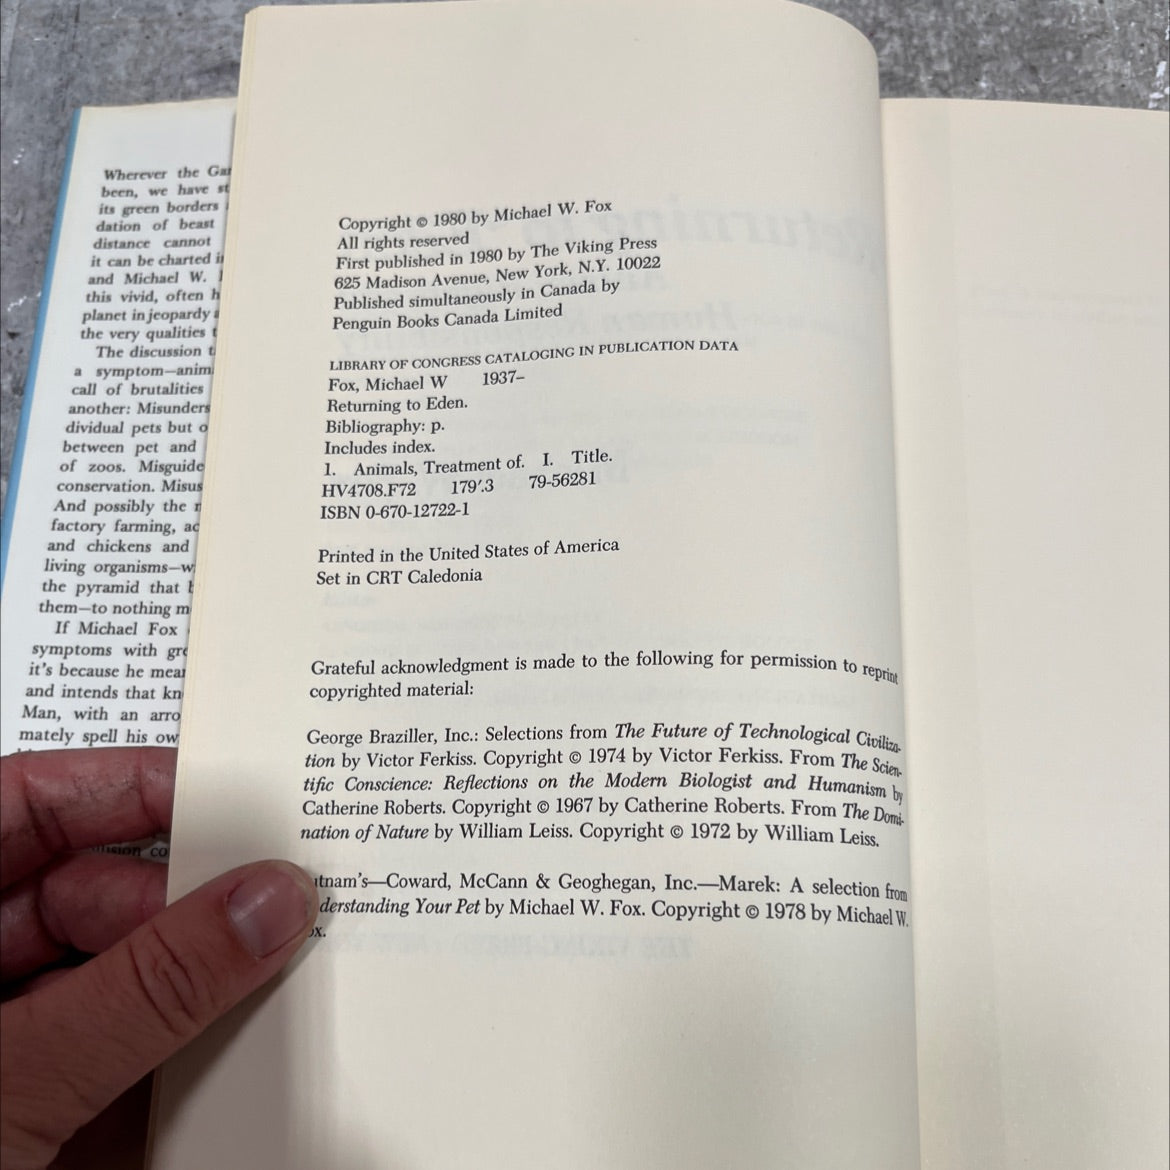 Wherever the
been, we have
its green borders
dation of beast
distance cannot
it can be charted
and Michael W.
this vivid, often
planet in jeopardy
the very qualities
The discussion
a symptom—
call of brutalities
another:
dividual pets but
between pet and
of zoos.
conservation.
And possibly the
factory farming,
and chickens and
living organisms—
the pyramid that
them—to nothing
If Michael Fox
symptoms with
it's because he
and intends that
Man, with an
mately spell his
co
Copyright © 1980 by Michael W. Fox
All rights reserved
First published in 1980 by The Viking Press
625 Madison Avenue, New York, N.Y. 10022
Published simultaneously in Canada by
Penguin Books Canada Limited
LIBRARY OF CONGRESS CATALOGING IN PUBLICATION DATA
Fox, Michael W 1937–
Returning to Eden.
Bibliography: p.
Includes index.
1. Animals, Treatment of. I. Title.
HV4708.F72 179′.3 79-56281
ISBN 0-670-12722-1
Printed in the United States of America
Set in CRT Caledonia
Grateful acknowledgment is made to the following for permission to reprint
copyrighted material:
George Braziller, Inc.: Selections from The Future of Technological Civiliza-
tion by Victor Ferkiss. Copyright © 1974 by Victor Ferkiss. From The Scien-
tific Conscience: Reflections on the Modern Biologist and Humanism by
Catherine Roberts. Copyright © 1967 by Catherine Roberts. From The Domi-
nation of Nature by William Leiss. Copyright © 1972 by William Leiss.
tnam's—Coward, McCann & Geoghegan, Inc.—Marek: A selection from
derstanding Your Pet by Michael W. Fox. Copyright © 1978 by Michael W.
ox.